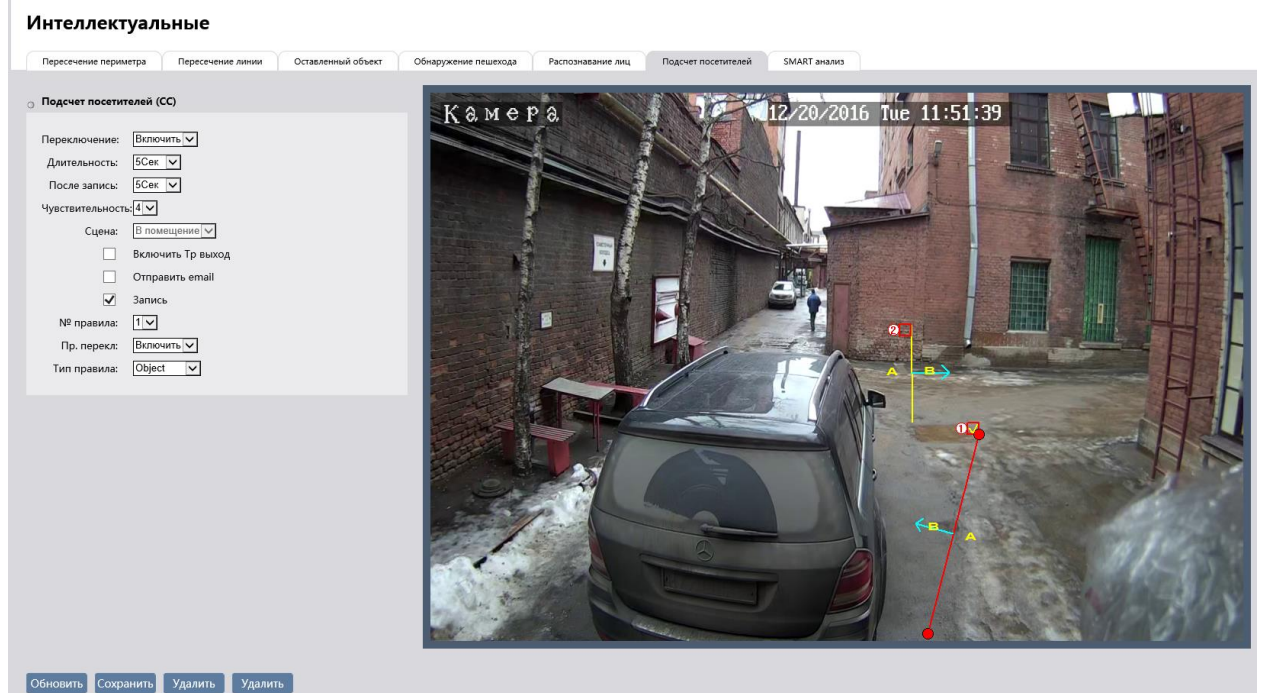 Интеллектуальные
Пересечение периметра Пересечение линии Оставленный объект Обнаружение пешехода Распознавание лиц Подсчет посетителей SMART анализ
Подсчет посетителей (CC)
Переключение: Включить
Длительность: 5Сек
После запись: 5Сек
Чувствительность: 4
Сцена: В помещение
Включить Тр выход
Отправить email
Запись
№ правила: 1
Пр. перекл: Включить
Тип правила: Object
Камера 12/20/2016 Tue 11:51:39
2
A B
1
B A
Обновить Сохранить Удалить Удалить